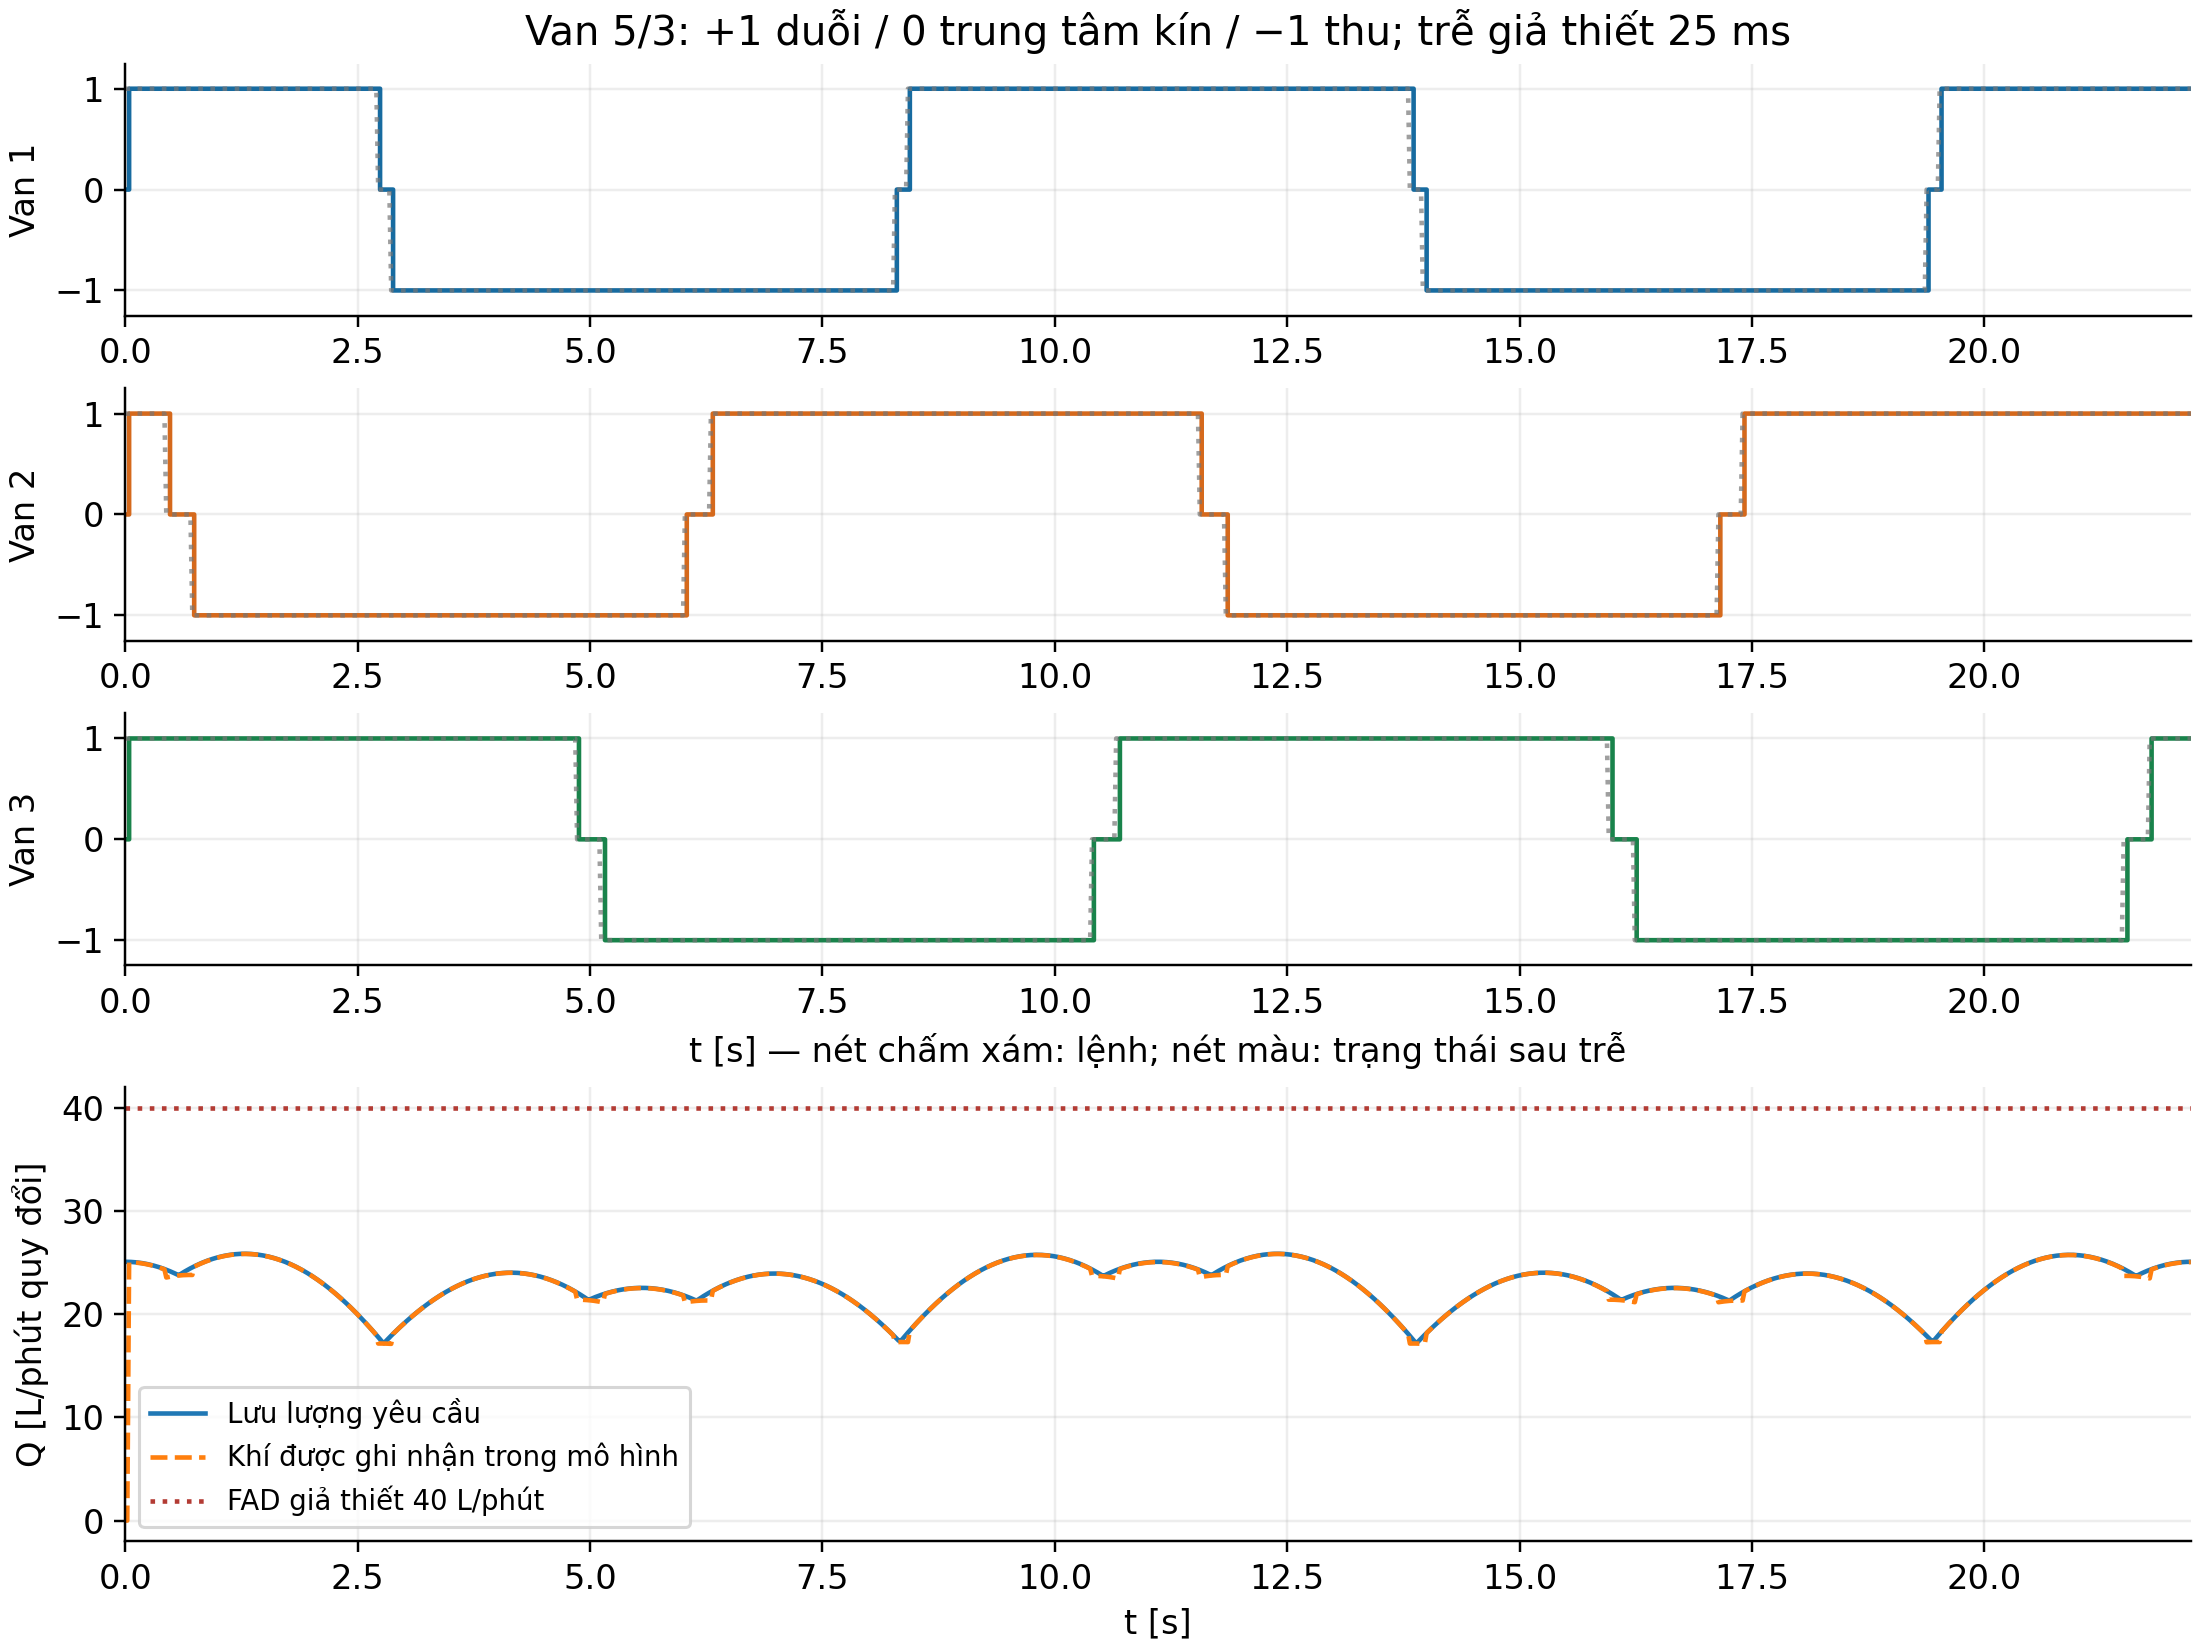 Van 5/3: +1 duỗi / 0 trung tâm kín / −1 thu; trễ giả thiết 25 ms
Van 1
1
0
−1
0.0 2.5 5.0 7.5 10.0 12.5 15.0 17.5 20.0
Van 2
1
0
−1
0.0 2.5 5.0 7.5 10.0 12.5 15.0 17.5 20.0
Van 3
1
0
−1
0.0 2.5 5.0 7.5 10.0 12.5 15.0 17.5 20.0
t [s] — nét chấm xám: lệnh; nét màu: trạng thái sau trễ
Q [L/phút quy đổi]
40
30
20
10
0
Lưu lượng yêu cầu
Khí được ghi nhận trong mô hình
FAD giả thiết 40 L/phút
0.0 2.5 5.0 7.5 10.0 12.5 15.0 17.5 20.0
t [s]